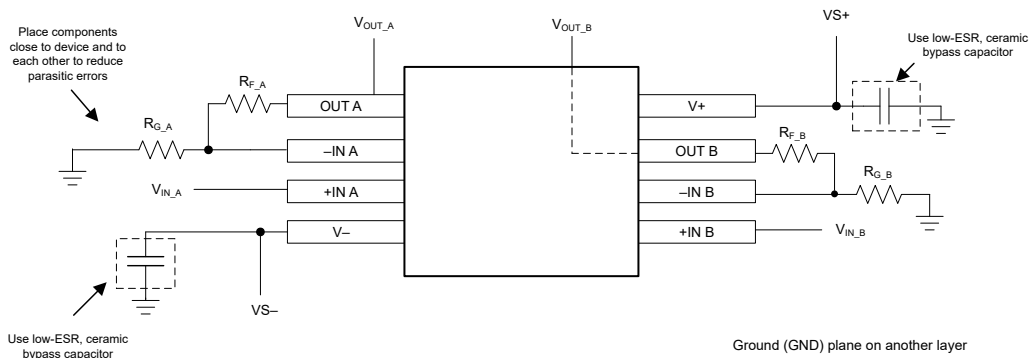 Place components
close to device and to
each other to reduce
parasitic errors
V_OUT_A
V_OUT_B
VS+
Use low-ESR, ceramic
bypass capacitor
R_F_A
OUT A
V+
R_G_A
–IN A
OUT B
R_F_B
V_IN_A
+IN A
–IN B
R_G_B
V–
+IN B
V_IN_B
VS–
Use low-ESR, ceramic
bypass capacitor
Ground (GND) plane on another layer